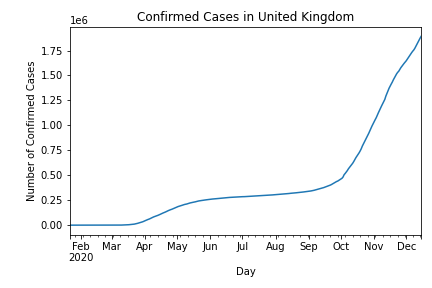 Confirmed Cases in United Kingdom
1e6
Number of Confirmed Cases
1.75
1.50
1.25
1.00
0.75
0.50
0.25
0.00
Feb Mar Apr May Jun Jul Aug Sep Oct Nov Dec
2020
Day